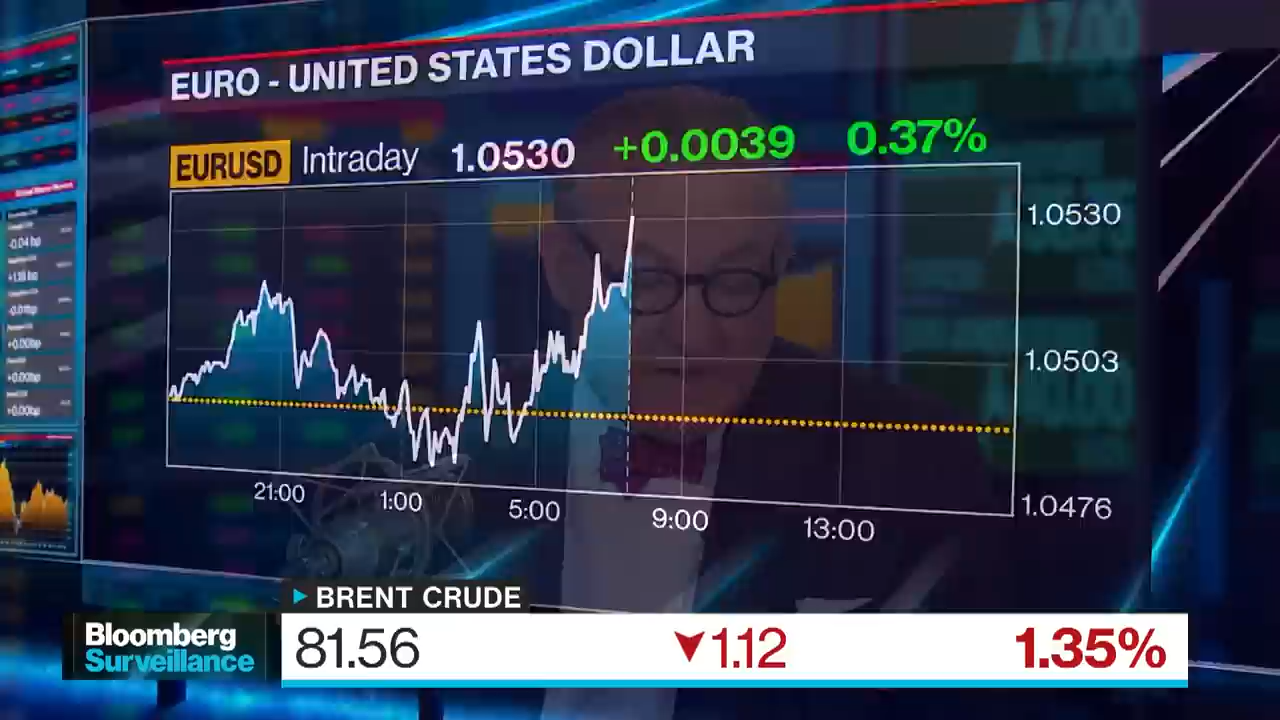 EURO - UNITED STATES DOLLAR
EURUSD Intraday 1.0530 +0.0039 0.37%
1.0530
1.0503
1.0476
21:00 1:00 5:00 9:00 13:00
BRENT CRUDE
Bloomberg
Surveillance
81.56 ▼1.12 1.35%